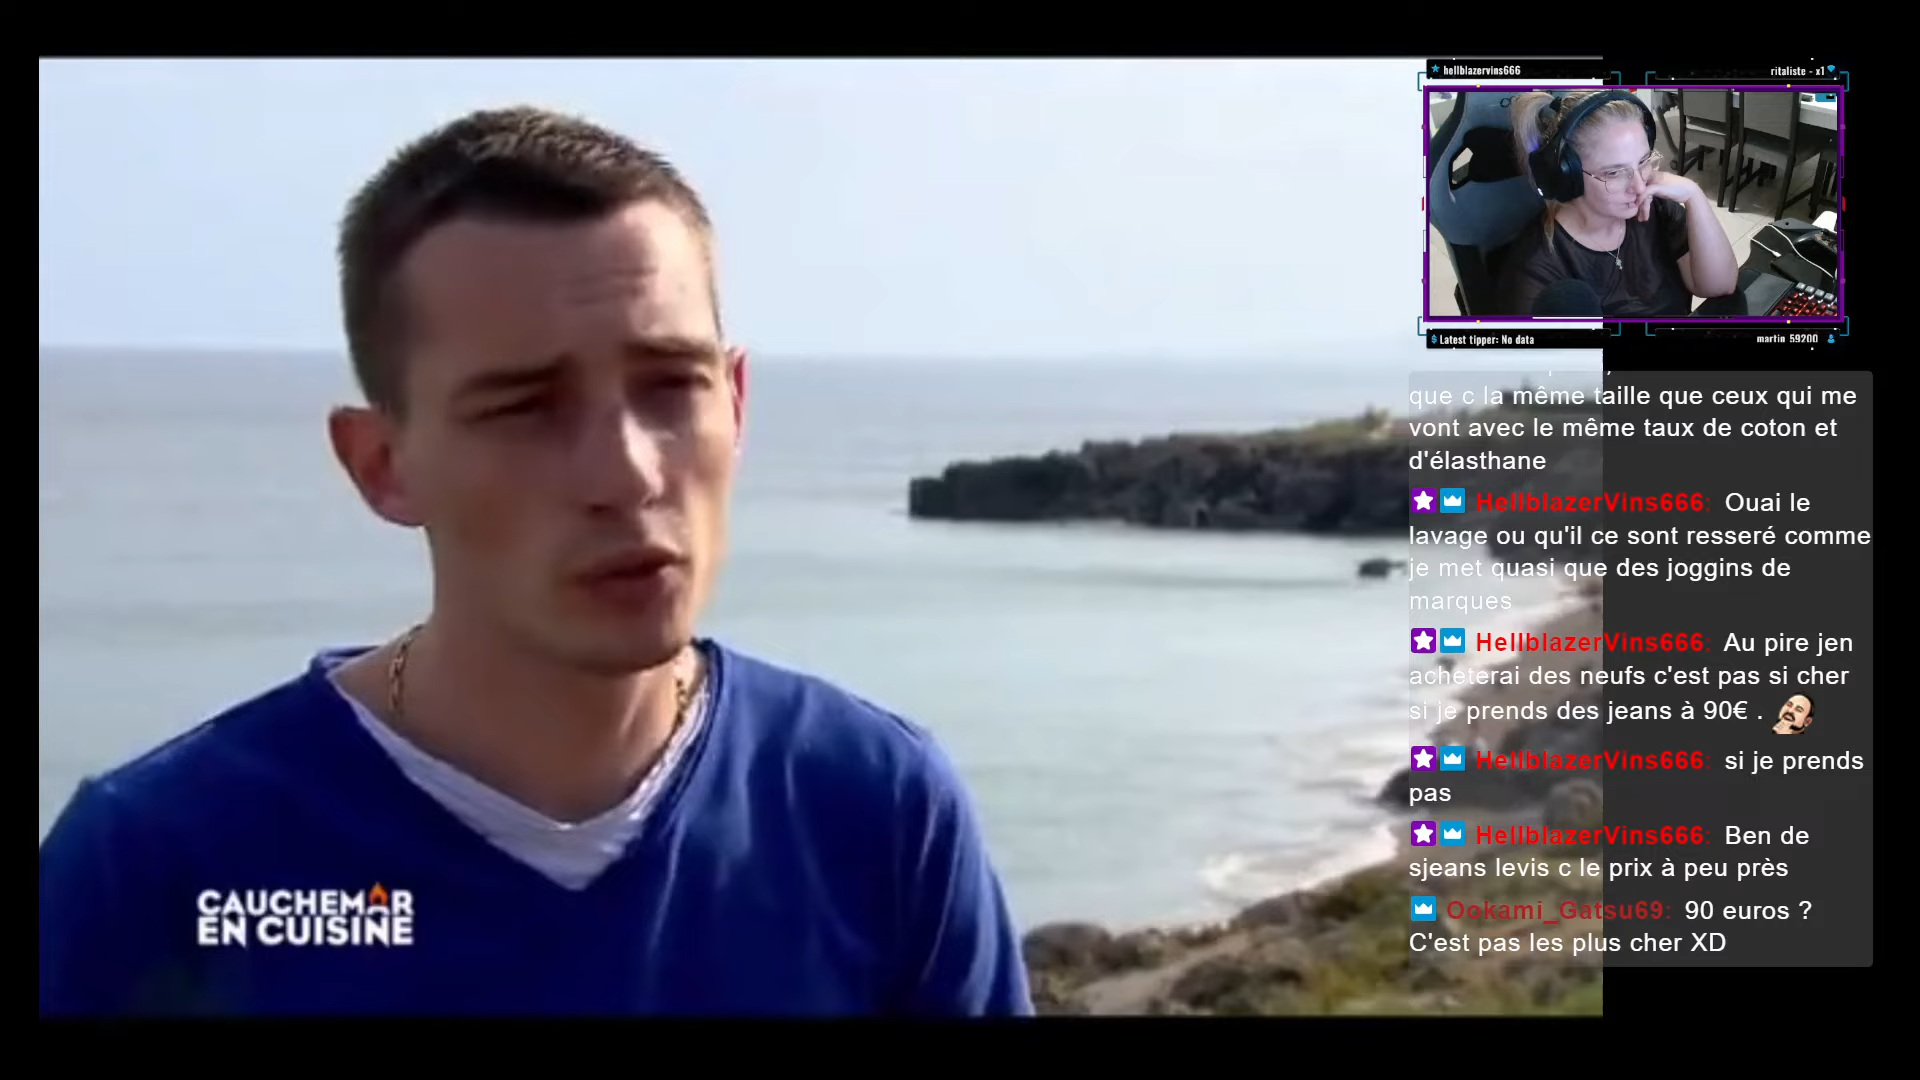 hellblazervins666
ritaliste - x1
Latest tipper: No data
martin_59200
que c la même taille que ceux qui me
vont avec le même taux de coton et
d'élasthane
HellblazerVins666: Ouai le
lavage ou qu'il ce sont resseré comme
je met quasi que des joggins de
marques
HellblazerVins666: Au pire jen
acheterai des neufs c'est pas si cher
si je prends des jeans à 90€ .
HellblazerVins666: si je prends
pas
HellblazerVins666: Ben de
sjeans levis c le prix à peu près
Ookami_Gatsu69: 90 euros ?
C'est pas les plus cher XD
CAUCHEMAR
EN CUISINE